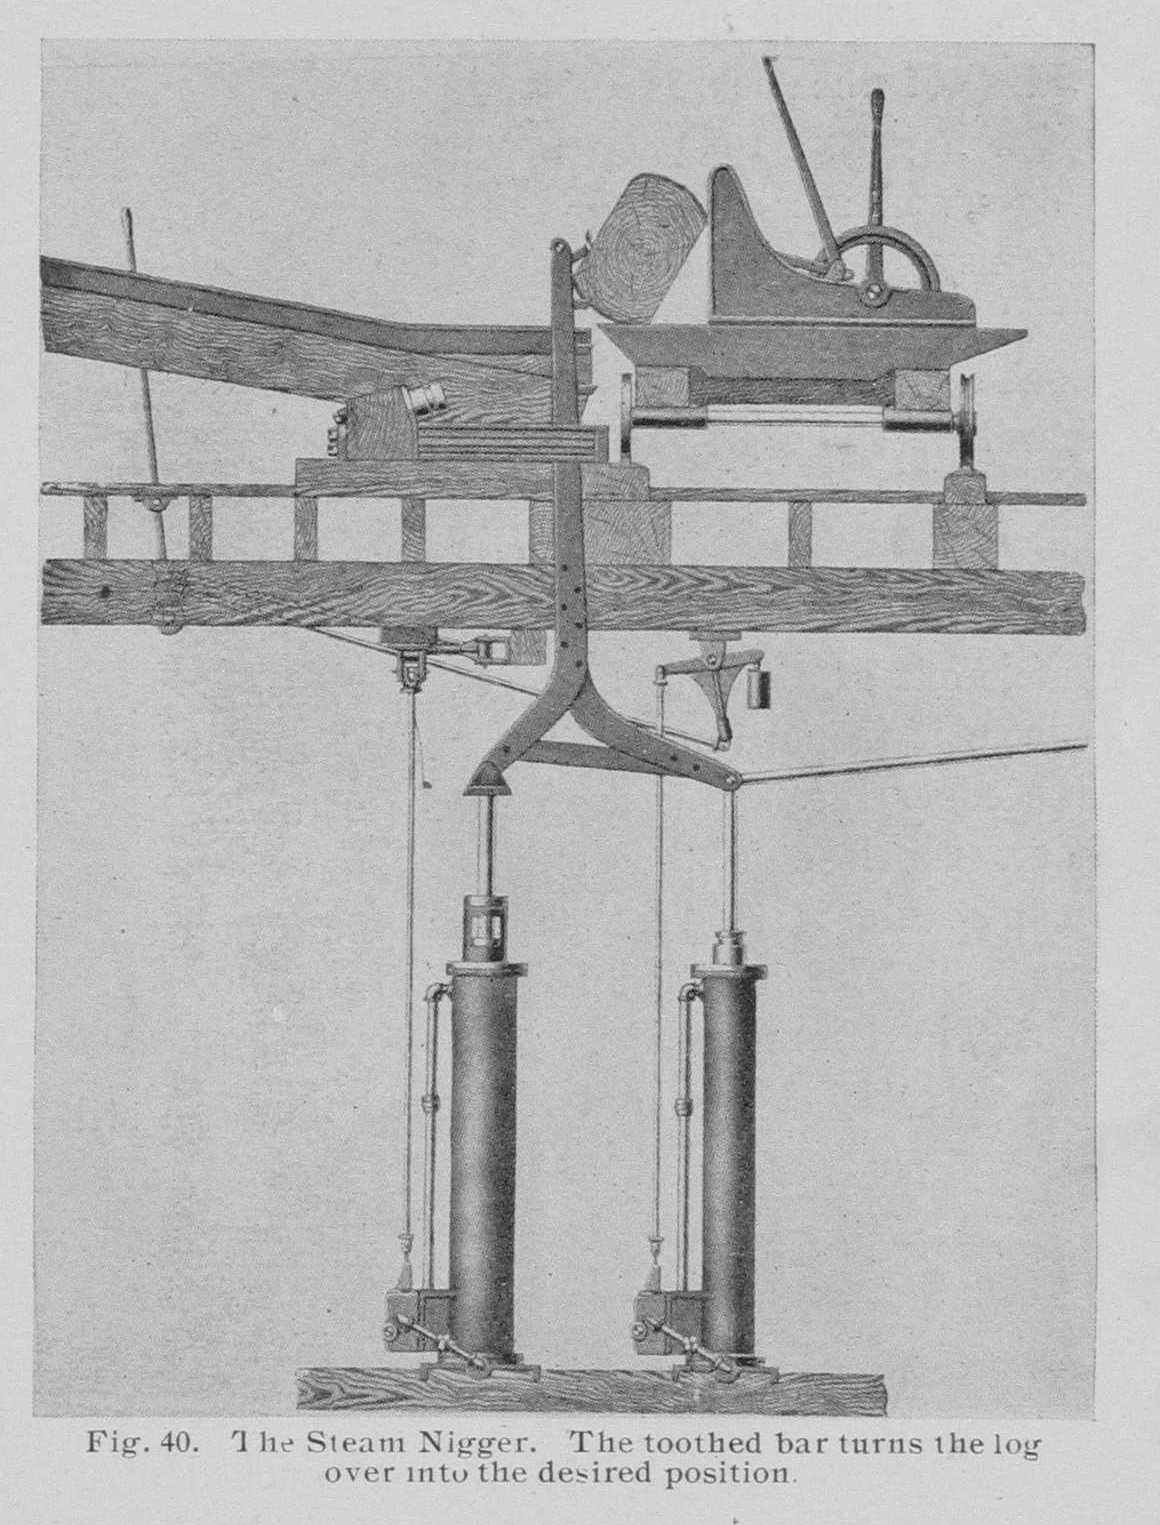 Fig. 40. The Steam Nigger. The toothed bar turns the log
over into the desired position.